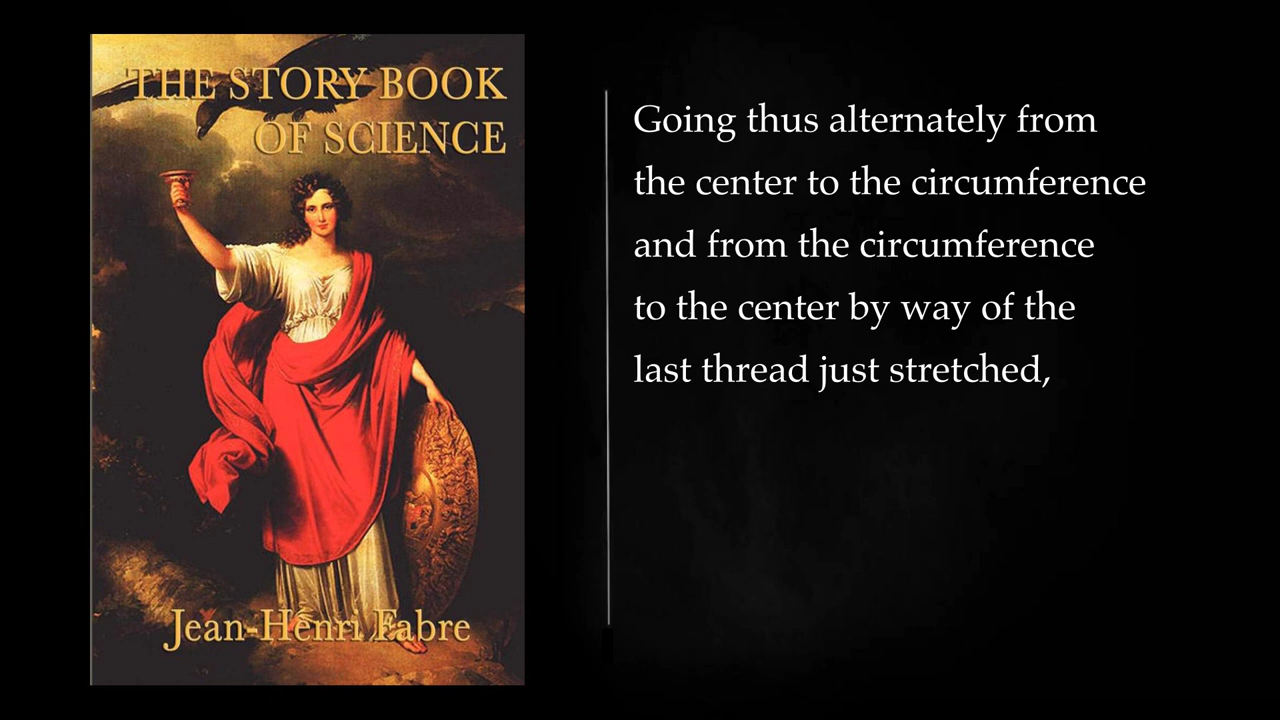 THE STORY BOOK
OF SCIENCE
Jean-Henri Fabre
Going thus alternately from
the center to the circumference
and from the circumference
to the center by way of the
last thread just stretched,